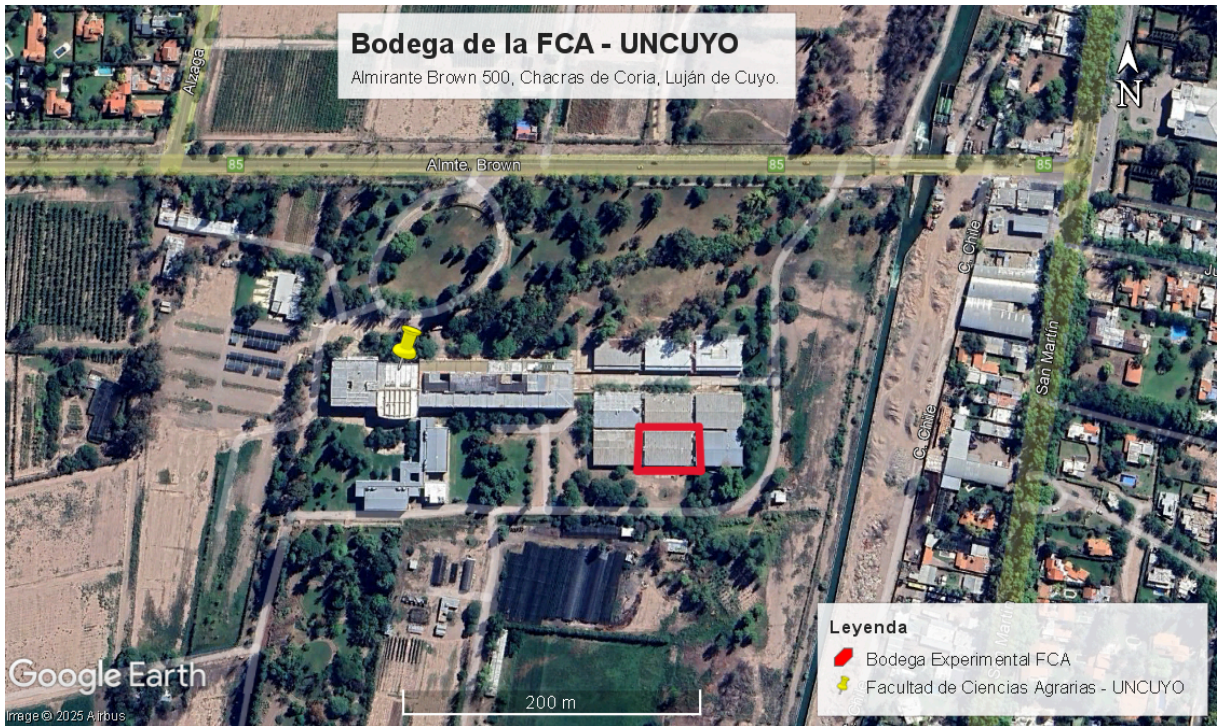 Bodega de la FCA - UNCUYO
Almirante Brown 500, Chacras de Coria, Luján de Cuyo.
Alzaga
N
85
Almte. Brown
85
85
C. Chile
San Martín
C. Chile
Leyenda
Bodega Experimental FCA
Facultad de Ciencias Agrarias - UNCUYO
Google Earth
200 m
Image © 2025 Airbus